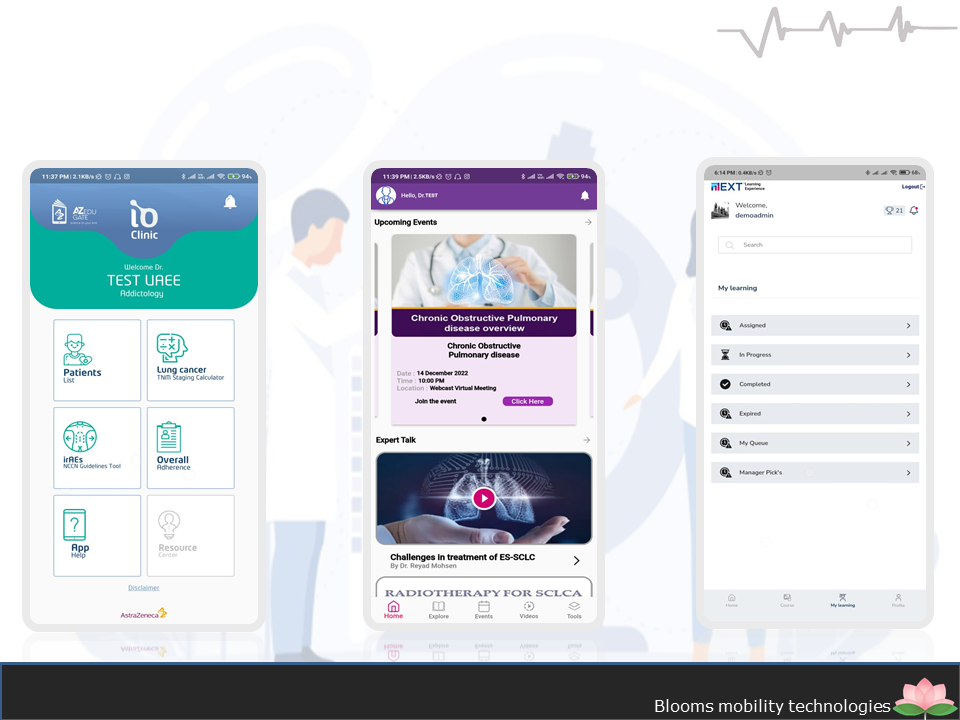 11:37 PM | 2.1KB/s
94%
AZEDU
GATE
io
Clinic
Welcome Dr.
TEST UAEE
Addictology
Patients
List
Lung cancer
TNM Staging Calculator
irAEs
NCCN Guidelines Tool
Overall
Adherence
App
Help
Resource
Center
Disclaimer
AstraZeneca
11:39 PM | 2.5KB/s
94%
Hello, Dr.TEST
Upcoming Events
Chronic Obstructive Pulmonary
disease overview
Chronic Obstructive
Pulmonary disease
Date : 14 December 2022
Time : 10:00 PM
Location : Webcast Virtual Meeting
Join the event
Click Here
Expert Talk
Challenges in treatment of ES-SCLC
By Dr. Reyad Mohsen
RADIOTHERAPY FOR SCLCA
Home
Explore
Events
Videos
Tools
6:14 PM | 0.4KB/s
68%
NEXT Learning
Experience
Logout
Welcome,
demoadmin
21
Search
My learning
Assigned
In Progress
Completed
Expired
My Queue
Manager Pick's
Home
Course
My learning
Profile
Blooms mobility technologies